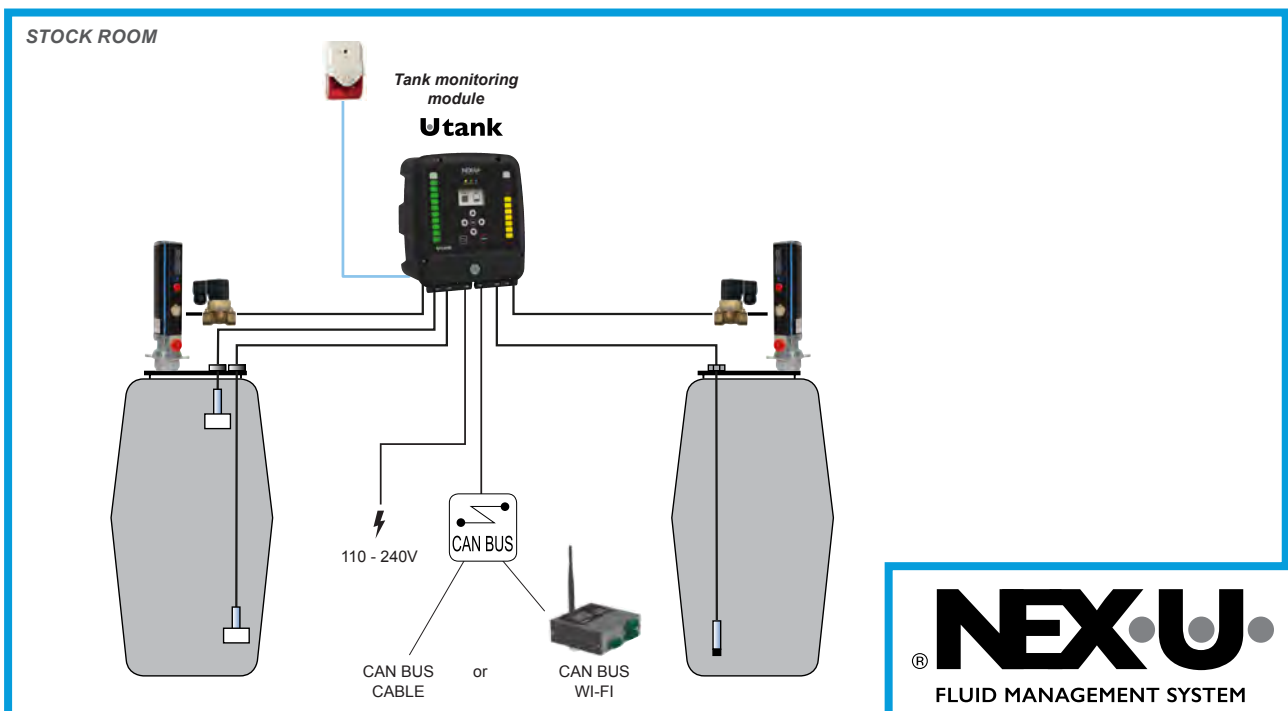 STOCK ROOM
Tank monitoring
module
Utank
NEXU
110 - 240V
CAN BUS
CAN BUS
CABLE
or
CAN BUS
WI-FI
® NEX•U•
FLUID MANAGEMENT SYSTEM